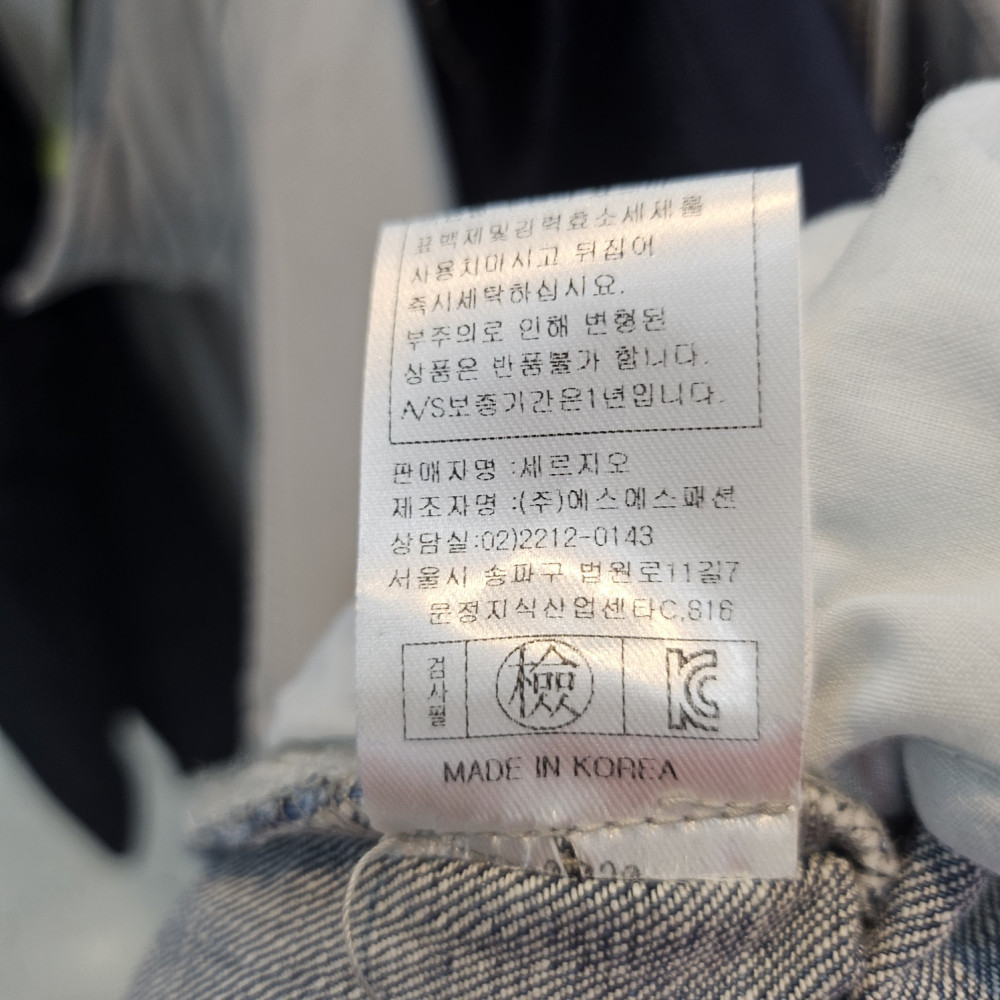 표백제및강력효소세제를
사용치마시고 뒤집어
즉시세탁하십시요.
부주의로 인해 변형된
상품은 반품불가 합니다.
A/S보증기간은1년입니다.
판매자명 :세르지오
제조자명 :(주)에스에스패션
상담실:02)2212-0143
서울시 송파구 법원로11길7
문정지식산업센타C,816
검사필
檢
KC
MADE IN KOREA